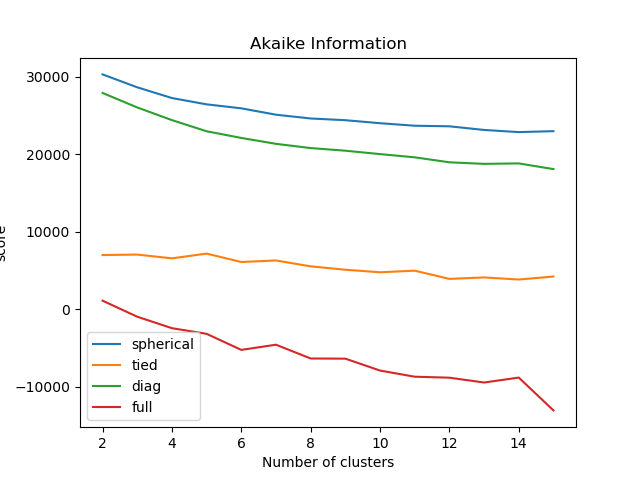 Akaike Information
30000
20000
10000
0
−10000
score
spherical
tied
diag
full
2 4 6 8 10 12 14
Number of clusters